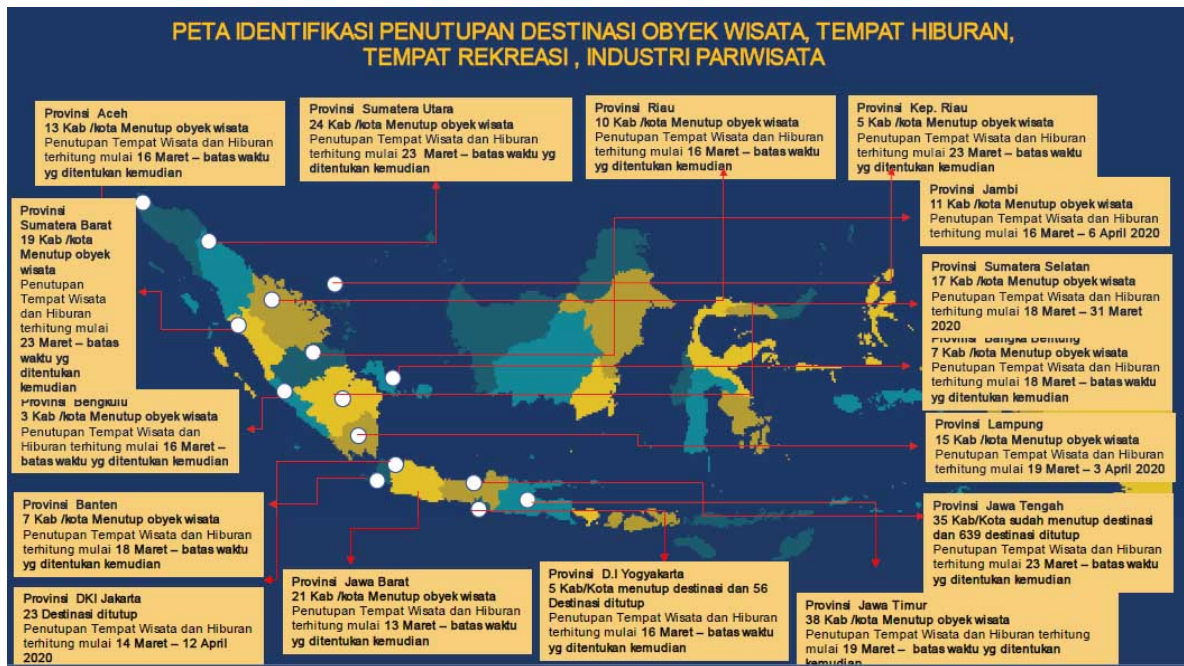 PETA IDENTIFIKASI PENUTUPAN DESTINASI OBYEK WISATA, TEMPAT HIBURAN,
TEMPAT REKREASI , INDUSTRI PARIWISATA
Provinsi Aceh
13 Kab /kota Menutup obyek wisata
Penutupan Tempat Wisata dan Hiburan
terhitung mulai 16 Maret – batas waktu
yg ditentukan kemudian
Provinsi Sumatera Utara
24 Kab /kota Menutup obyek wisata
Penutupan Tempat Wisata dan Hiburan
terhitung mulai 23 Maret – batas waktu yg
ditentukan kemudian
Provinsi Riau
10 Kab /kota Menutup obyek wisata
Penutupan Tempat Wisata dan Hiburan
terhitung mulai 16 Maret – batas waktu
yg ditentukan kemudian
Provinsi Kep. Riau
5 Kab /kota Menutup obyek wisata
Penutupan Tempat Wisata dan Hiburan
terhitung mulai 23 Maret – batas waktu
yg ditentukan kemudian
Provinsi Jambi
11 Kab /kota Menutup obyek wisata
Penutupan Tempat Wisata dan Hiburan
terhitung mulai 16 Maret – 6 April 2020
Provinsi
Sumatera Barat
19 Kab /kota
Menutup obyek
wisata
Penutupan
Tempat Wisata
dan Hiburan
terhitung mulai
23 Maret – batas
waktu yg
ditentukan
kemudian
Provinsi Sumatera Selatan
17 Kab /kota Menutup obyek wisata
Penutupan Tempat Wisata dan Hiburan
terhitung mulai 18 Maret – 31 Maret
2020
Provinsi Bangka Belitung
7 Kab /kota Menutup obyek wisata
Penutupan Tempat Wisata dan Hiburan
terhitung mulai 18 Maret – batas waktu
yg ditentukan kemudian
Provinsi Bengkulu
3 Kab /kota Menutup obyek wisata
Penutupan Tempat Wisata dan
Hiburan terhitung mulai 16 Maret –
batas waktu yg ditentukan kemudian
Provinsi Lampung
15 Kab /kota Menutup obyek wisata
Penutupan Tempat Wisata dan Hiburan
terhitung mulai 19 Maret – 3 April 2020
Provinsi Banten
7 Kab /kota Menutup obyek wisata
Penutupan Tempat Wisata dan Hiburan
terhitung mulai 18 Maret – batas waktu
yg ditentukan kemudian
Provinsi Jawa Tengah
35 Kab/Kota sudah menutup destinasi
dan 639 destinasi ditutup
Penutupan Tempat Wisata dan Hiburan
terhitung mulai 23 Maret – batas waktu
yg ditentukan kemudian
Provinsi DKI Jakarta
23 Destinasi ditutup
Penutupan Tempat Wisata dan Hiburan
terhitung mulai 14 Maret – 12 April
2020
Provinsi Jawa Barat
21 Kab /kota Menutup obyek wisata
Penutupan Tempat Wisata dan Hiburan
terhitung mulai 13 Maret – batas waktu
yg ditentukan kemudian
Provinsi D.I Yogyakarta
5 Kab/Kota menutup destinasi dan 56
Destinasi ditutup
Penutupan Tempat Wisata dan Hiburan
terhitung mulai 16 Maret – batas waktu
yg ditentukan kemudian
Provinsi Jawa Timur
38 Kab /kota Menutup obyek wisata
Penutupan Tempat Wisata dan Hiburan terhitung
mulai 19 Maret – batas waktu yg ditentukan
kemudian